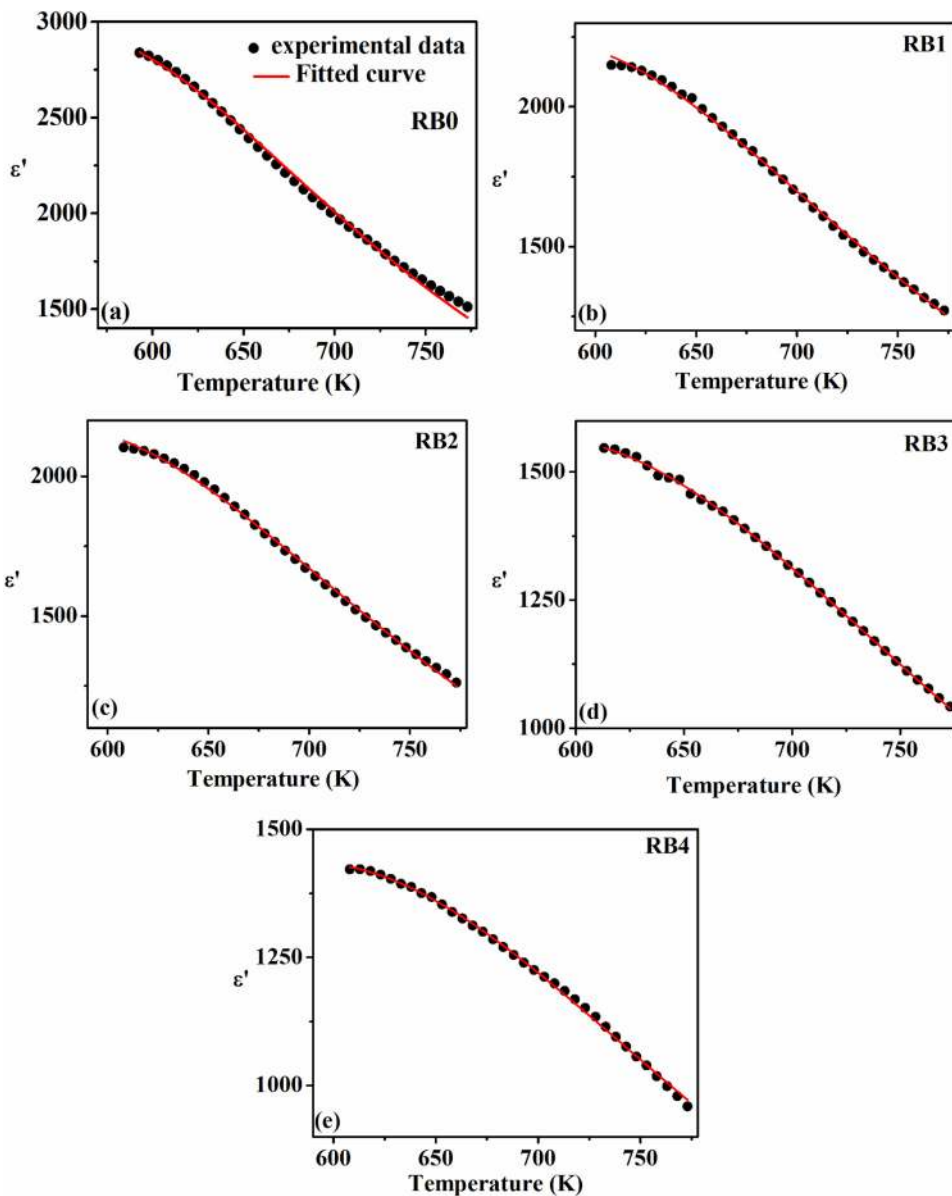 3000
2500
2000
1500
ε'
● experimental data
— Fitted curve
RB0
(a)
600 650 700 750
Temperature (K)
RB1
2000
1500
ε'
(b)
600 650 700 750
Temperature (K)
RB2
2000
1500
ε'
(c)
600 650 700 750
Temperature (K)
RB3
1500
1250
1000
ε'
(d)
600 650 700 750
Temperature (K)
RB4
1500
1250
1000
ε'
(e)
600 650 700 750
Temperature (K)